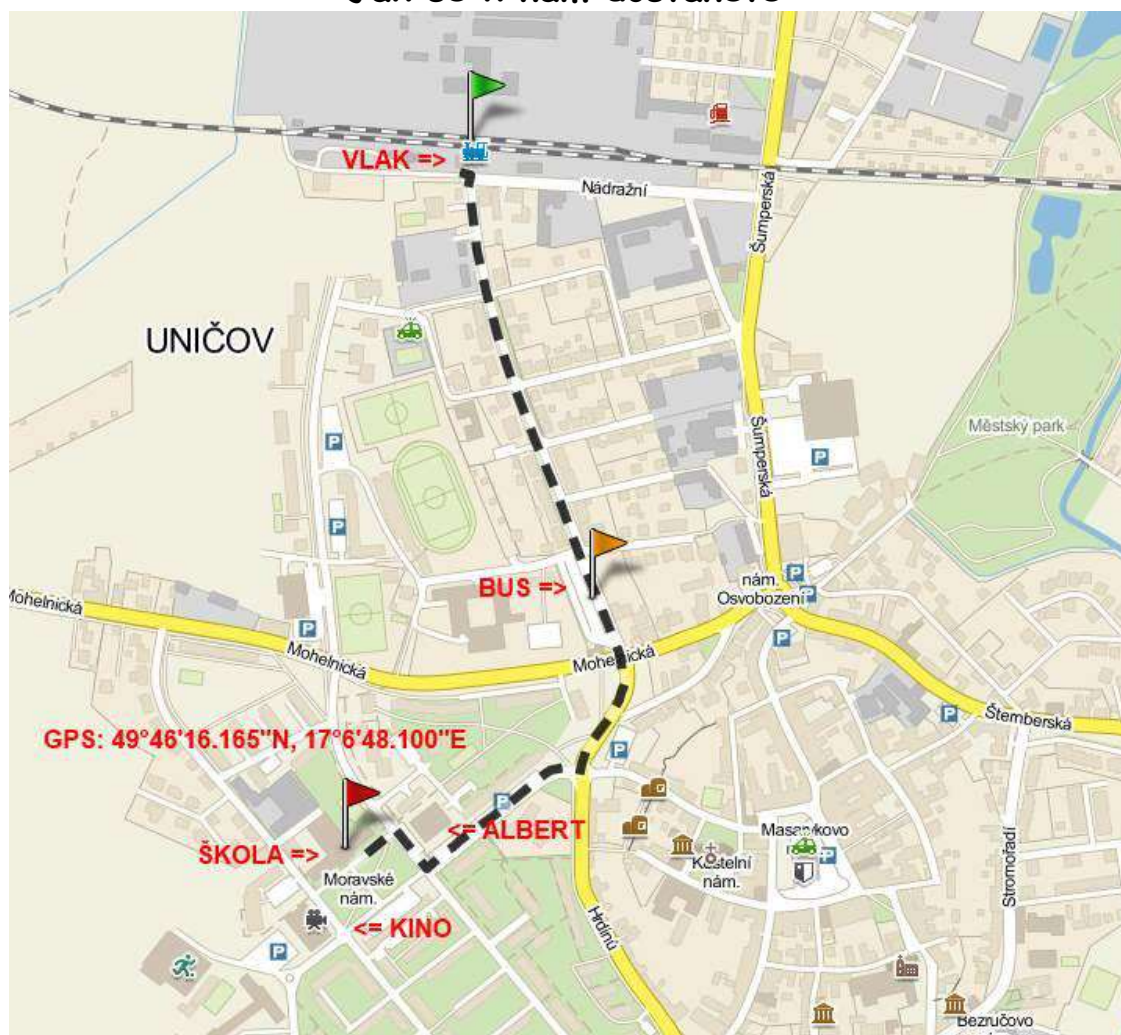 VLAK =>
Nádražní
Šumperská
UNIČOV
Šumperská
Městský park
BUS =>
nám.
Osvobození
Mohelnická
Mohelnická
Mohelnická
Štemberská
GPS: 49°46'16.165"N, 17°6'48.100"E
<= ALBERT
ŠKOLA =>
Moravské
nám.
Masarykovo
Kostelní
nám.
Stromořadí
<= KINO
Hrdinů
Bezručovo